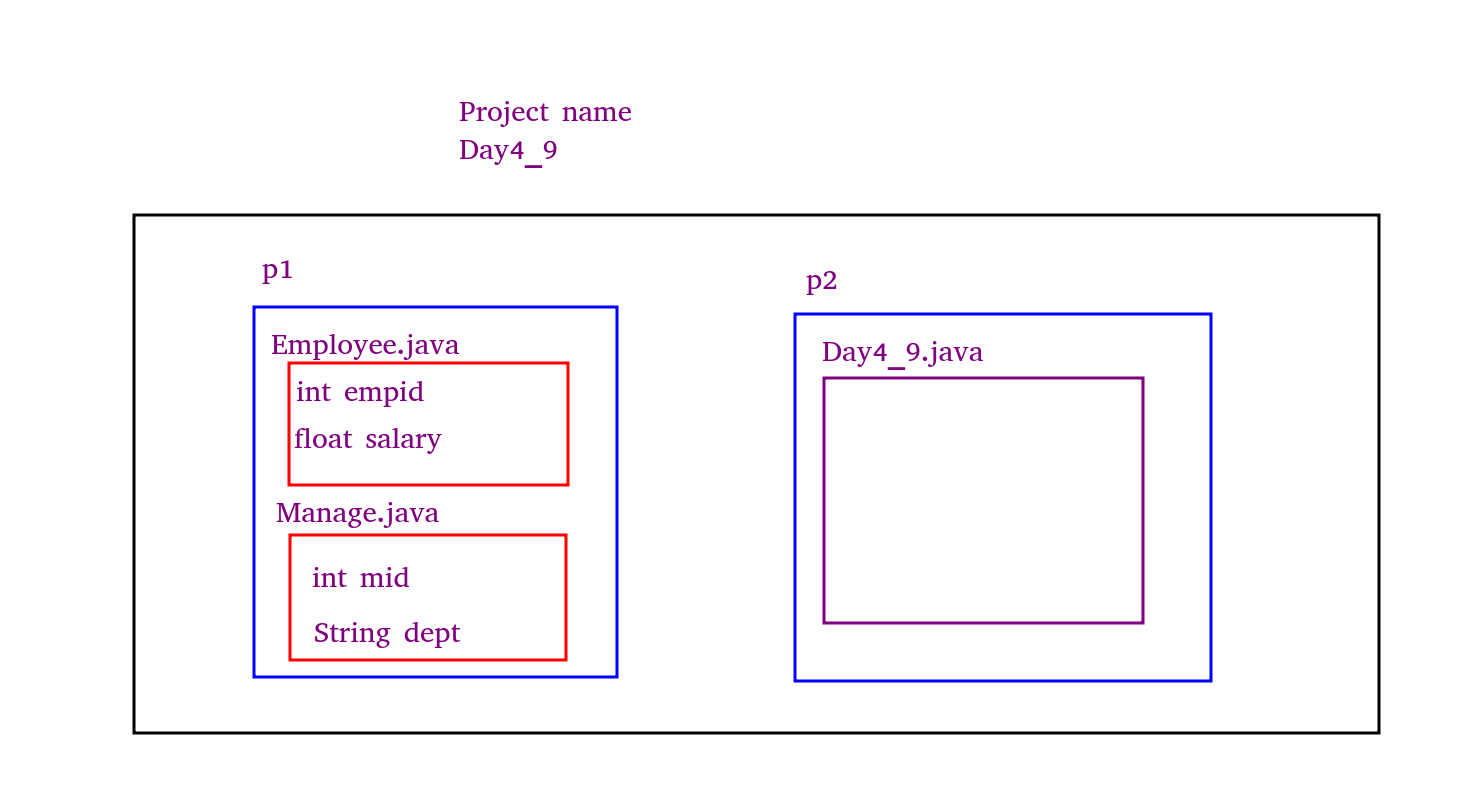 Project name
Day4_9
p1
Employee.java
int empid
float salary
Manage.java
int mid
String dept
p2
Day4_9.java